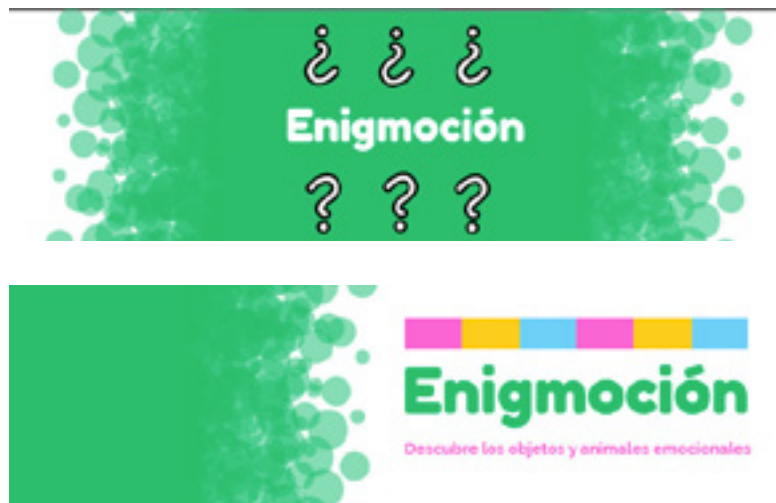 ¿ ¿ ¿
Enigmoción
? ? ?
Enigmoción
Descubre los objetos y animales emocionales